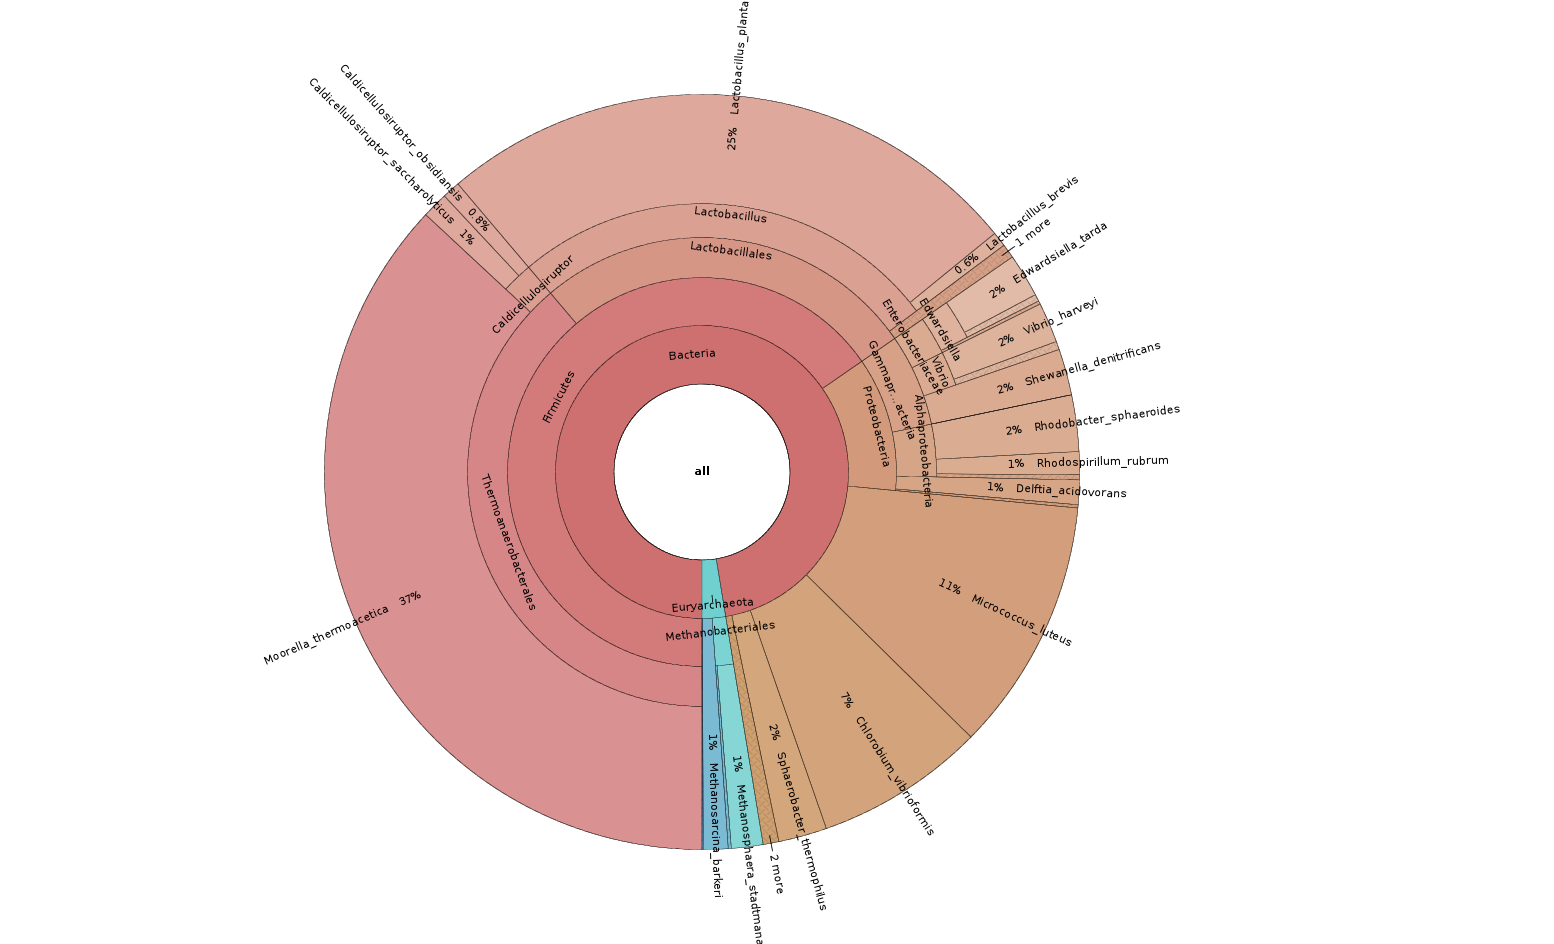 all
Bacteria
Firmicutes
Thermoanaerobacterales
Moorella_thermoacetica 37%
Caldicellulosiruptor
Caldicellulosiruptor_saccharolyticus 1%
Caldicellulosiruptor_obsidiansis 0.8%
Lactobacillales
Lactobacillus
25% Lactobacillus_planta
0.6% Lactobacillus_brevis
1 more
Proteobacteria
Gammapr...acteria
Enterobacteriaceae
Edwardsiella
2% Edwardsiella_tarda
Vibrio
2% Vibrio_harveyi
2% Shewanella_denitrificans
Alphaproteobacteria
2% Rhodobacter_sphaeroides
1% Rhodospirillum_rubrum
1% Delftia_acidovorans
11% Micrococcus_luteus
7% Chlorobium_vibrioformis
2% Sphaerobacter_thermophilus
2 more
Euryarchaeota
Methanobacteriales
1% Methanosphaera_stadtmana
1% Methanosarcina_barkeri